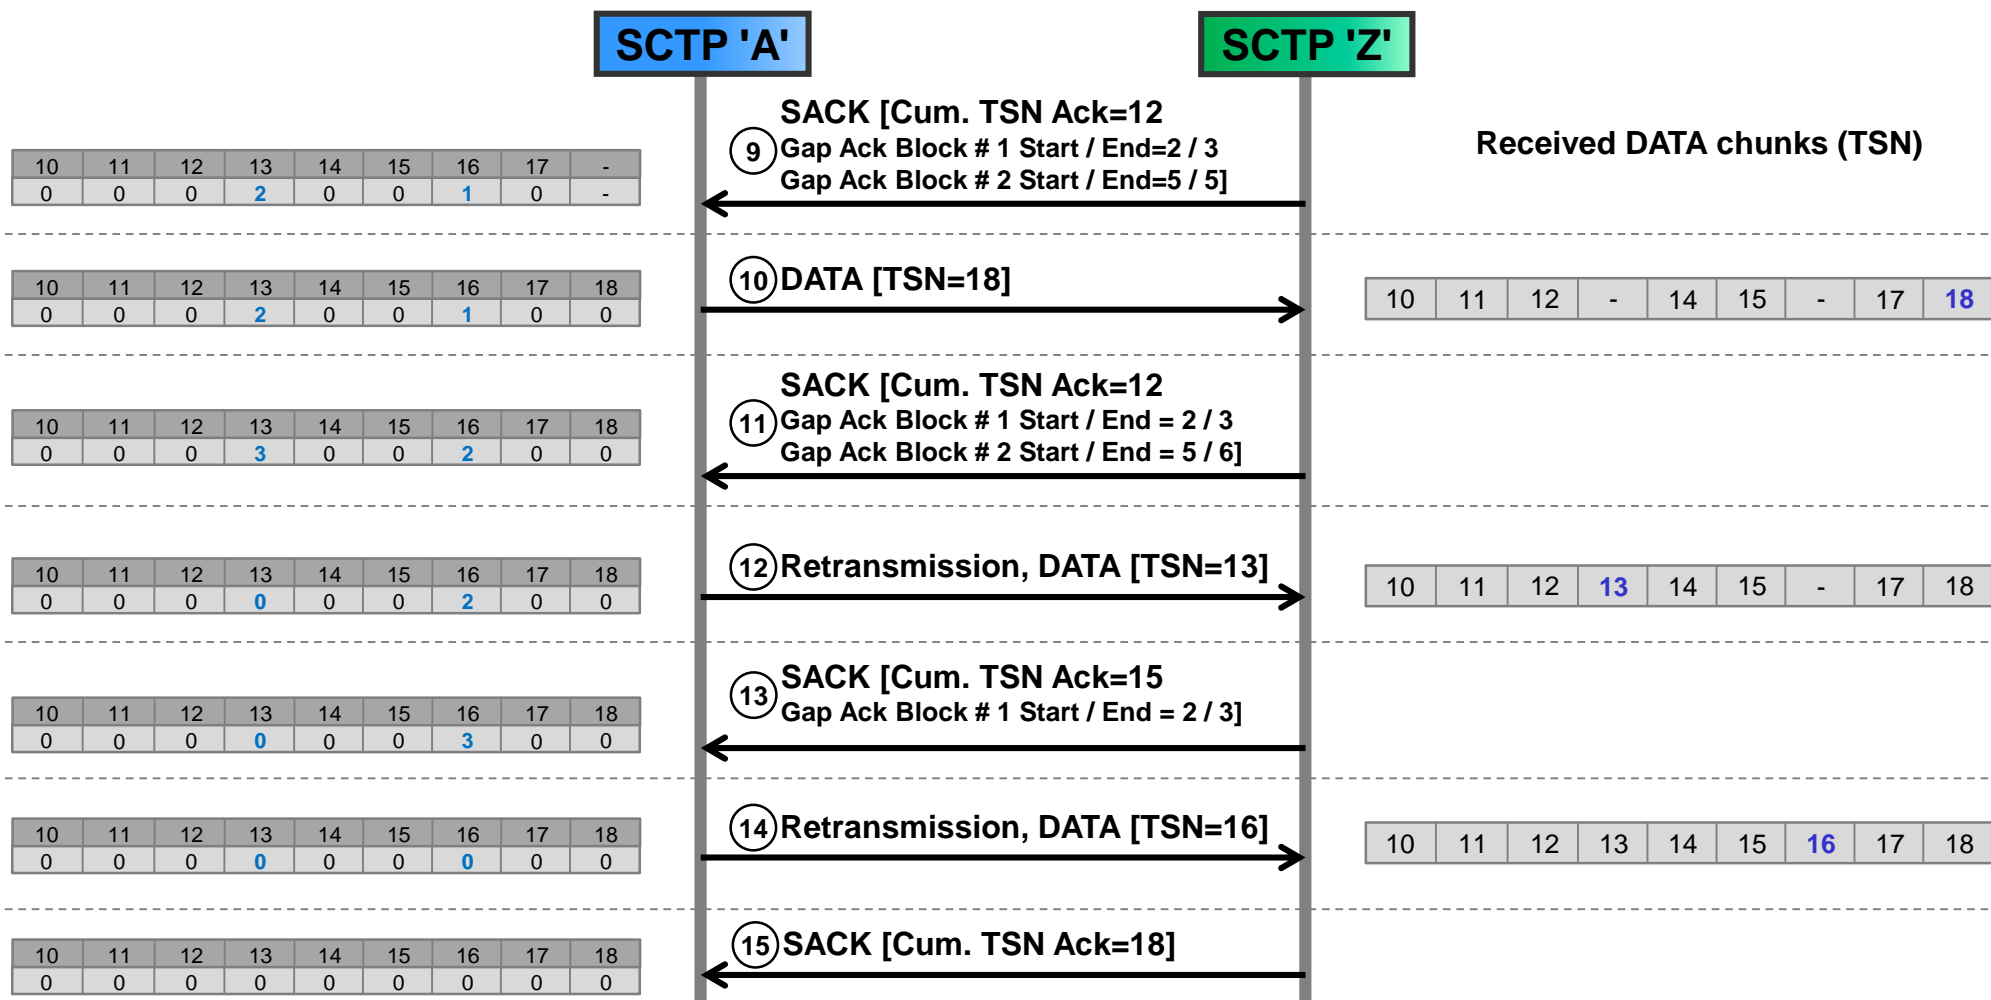 SCTP 'A'
SCTP 'Z'
Received DATA chunks (TSN)
10 11 12 13 14 15 16 17 -
0 0 0 2 0 0 1 0 -
9
SACK [Cum. TSN Ack=12
Gap Ack Block # 1 Start / End=2 / 3
Gap Ack Block # 2 Start / End=5 / 5]
10 11 12 13 14 15 16 17 18
0 0 0 2 0 0 1 0 0
10 DATA [TSN=18]
10 11 12 - 14 15 - 17 18
10 11 12 13 14 15 16 17 18
0 0 0 3 0 0 2 0 0
11
SACK [Cum. TSN Ack=12
Gap Ack Block # 1 Start / End = 2 / 3
Gap Ack Block # 2 Start / End = 5 / 6]
10 11 12 13 14 15 16 17 18
0 0 0 0 0 0 2 0 0
12 Retransmission, DATA [TSN=13]
10 11 12 13 14 15 - 17 18
10 11 12 13 14 15 16 17 18
0 0 0 0 0 0 3 0 0
13
SACK [Cum. TSN Ack=15
Gap Ack Block # 1 Start / End = 2 / 3]
10 11 12 13 14 15 16 17 18
0 0 0 0 0 0 0 0 0
14 Retransmission, DATA [TSN=16]
10 11 12 13 14 15 16 17 18
10 11 12 13 14 15 16 17 18
0 0 0 0 0 0 0 0 0
15 SACK [Cum. TSN Ack=18]